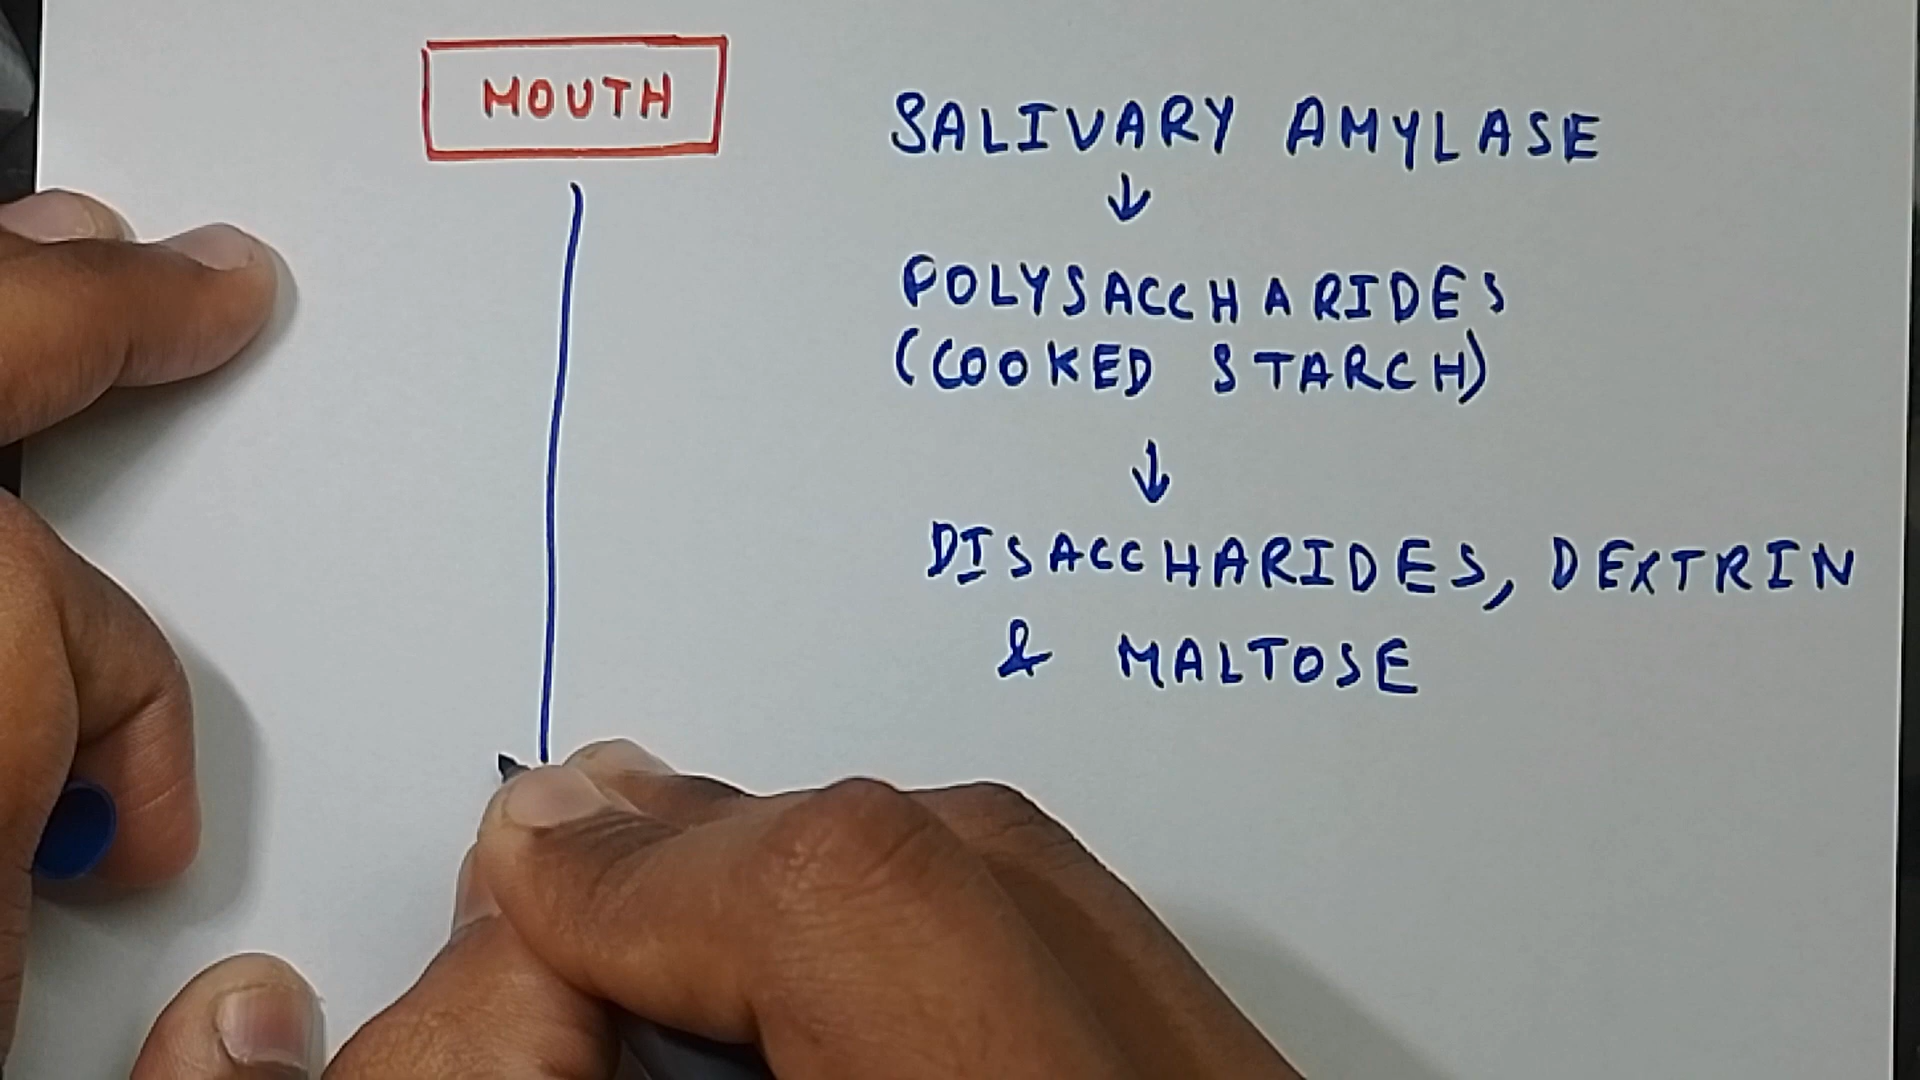 MOUTH
SALIVARY AMYLASE
↓
POLYSACCHARIDES
(COOKED STARCH)
↓
DISACCHARIDES, DEXTRIN
& MALTOSE